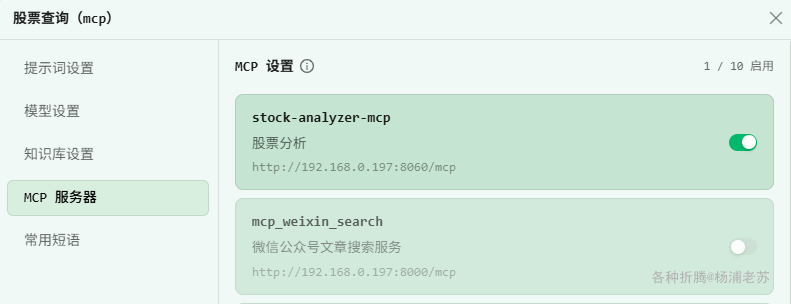 股票查询（mcp）
提示词设置
模型设置
知识库设置
MCP 服务器
常用短语
MCP 设置
1 / 10 启用
stock-analyzer-mcp
股票分析
http://192.168.0.197:8060/mcp
mcp_weixin_search
微信公众号文章搜索服务
http://192.168.0.197:8000/mcp
各种折腾@杨浦老苏